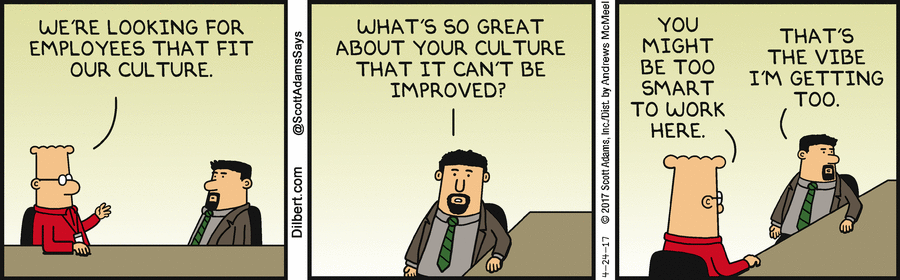 WE'RE LOOKING FOR
EMPLOYEES THAT FIT
OUR CULTURE.
Dilbert.com
@ScottAdamsSays
WHAT'S SO GREAT
ABOUT YOUR CULTURE
THAT IT CAN'T BE
IMPROVED?
4-24-17 © 2017 Scott Adams, Inc./Dist. by Andrews McMeel
YOU
MIGHT
BE TOO
SMART
TO WORK
HERE.
THAT'S
THE VIBE
I'M GETTING
TOO.